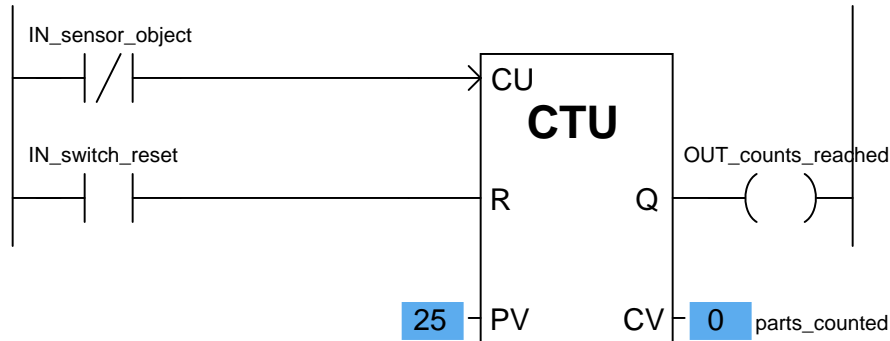 IN_sensor_object
CU
CTU
IN_switch_reset
OUT_counts_reached
R
Q
25
PV
CV
0
parts_counted